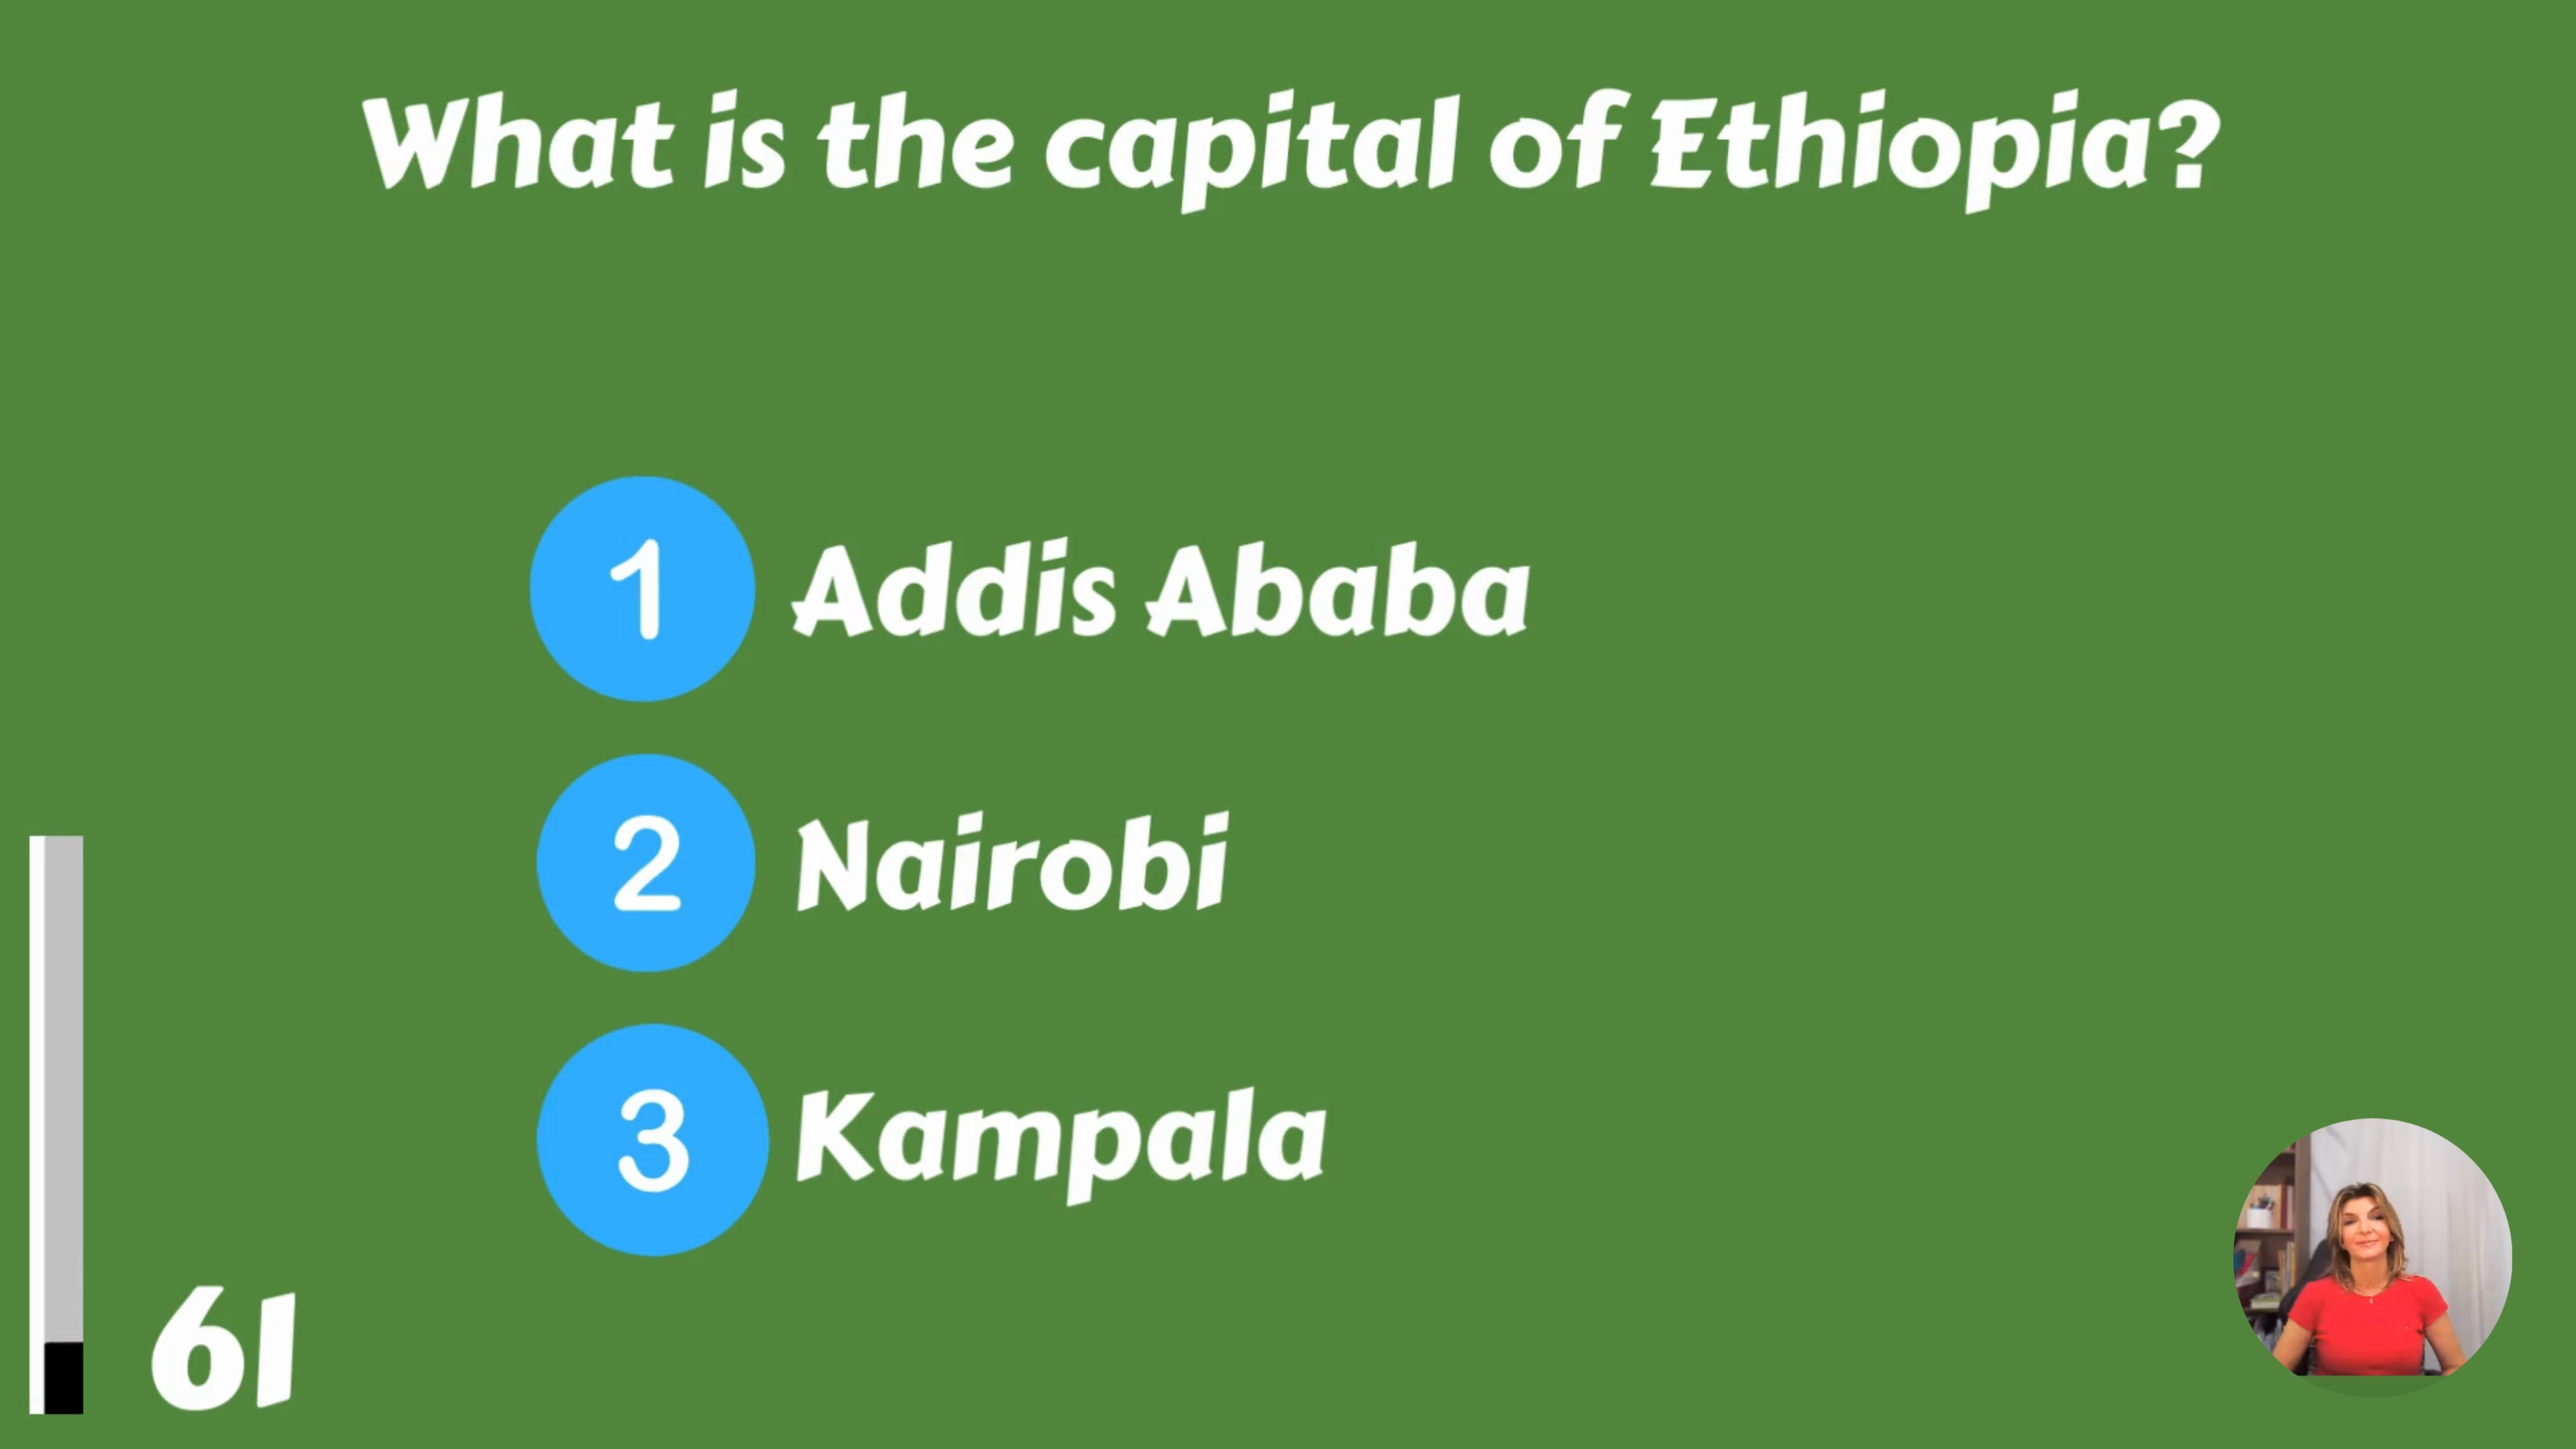 What is the capital of Ethiopia?
1 Addis Ababa
2 Nairobi
3 Kampala
61